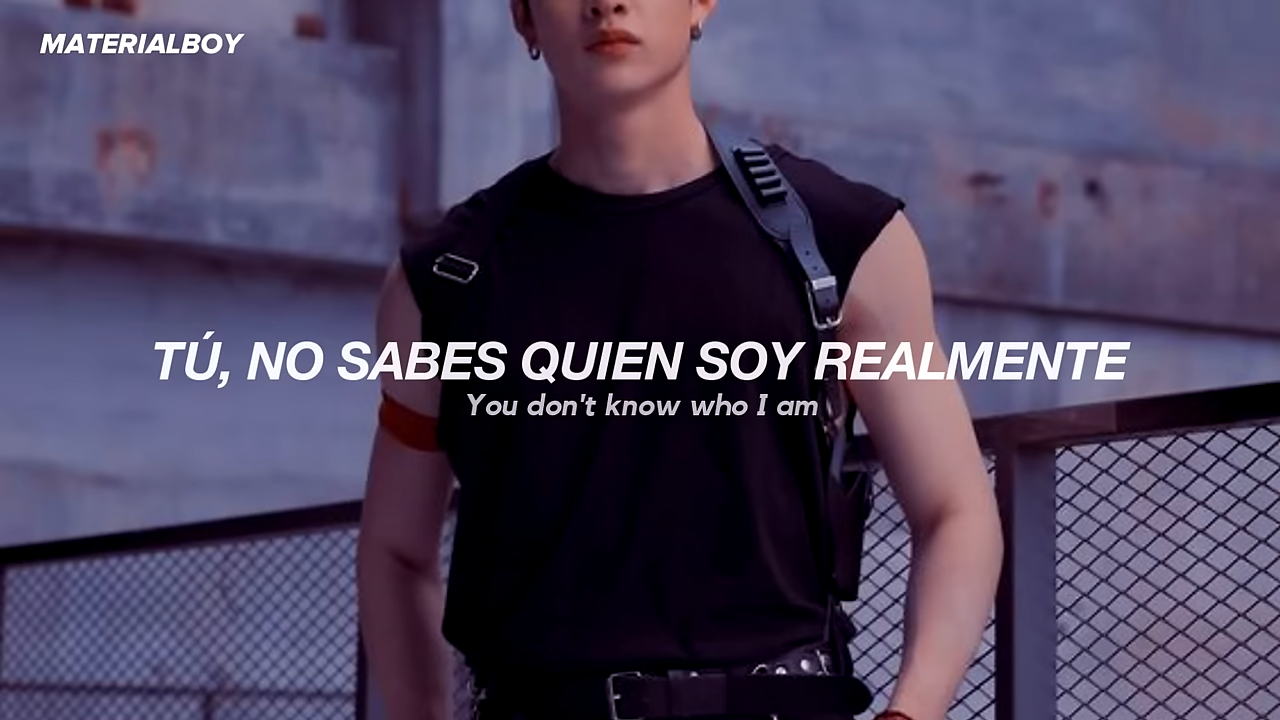 MATERIALBOY
TÚ, NO SABES QUIEN SOY REALMENTE
You don't know who I am